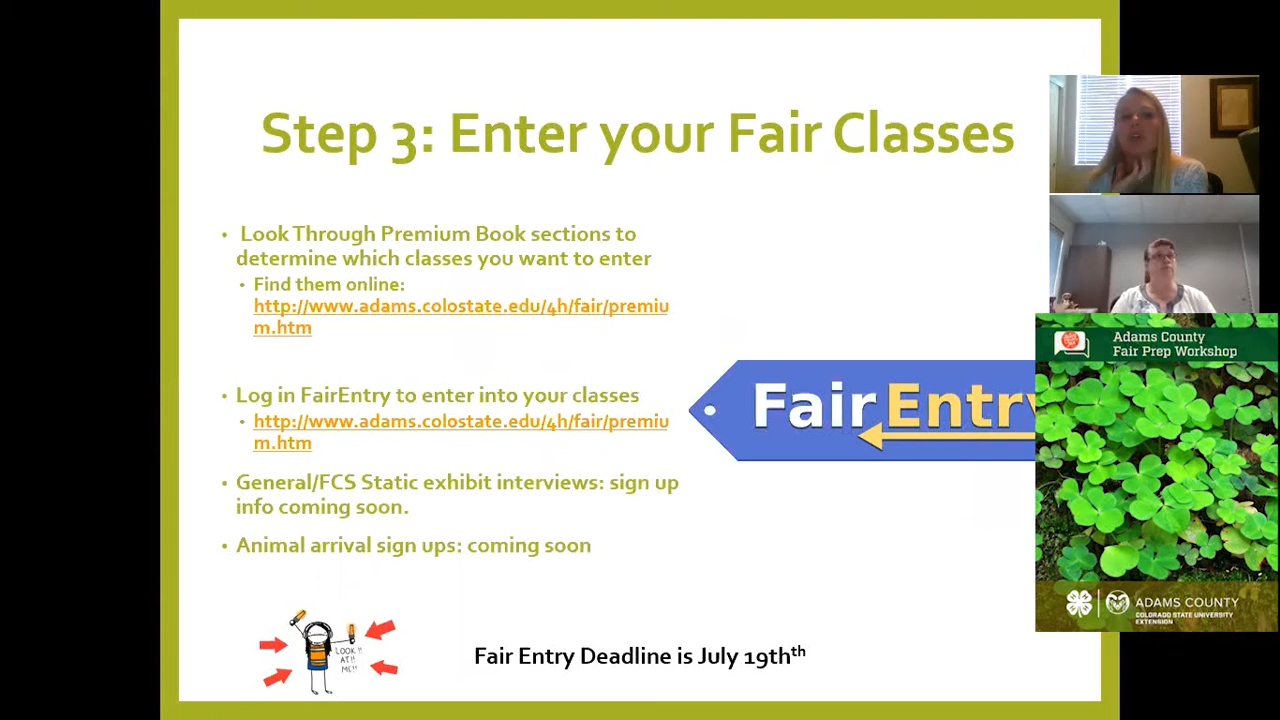 Step 3: Enter your Fair Classes
• Look Through Premium Book sections to
determine which classes you want to enter
• Find them online:
http://www.adams.colostate.edu/4h/fair/premiu
m.htm
• Log in FairEntry to enter into your classes
• http://www.adams.colostate.edu/4h/fair/premiu
m.htm
• General/FCS Static exhibit interviews: sign up
info coming soon.
• Animal arrival sign ups: coming soon
FairEntry
LOOK !!
AT!!
ME!!
Fair Entry Deadline is July 19thth
Adams County
Fair Prep Workshop
ADAMS COUNTY
COLORADO STATE UNIVERSITY
EXTENSION